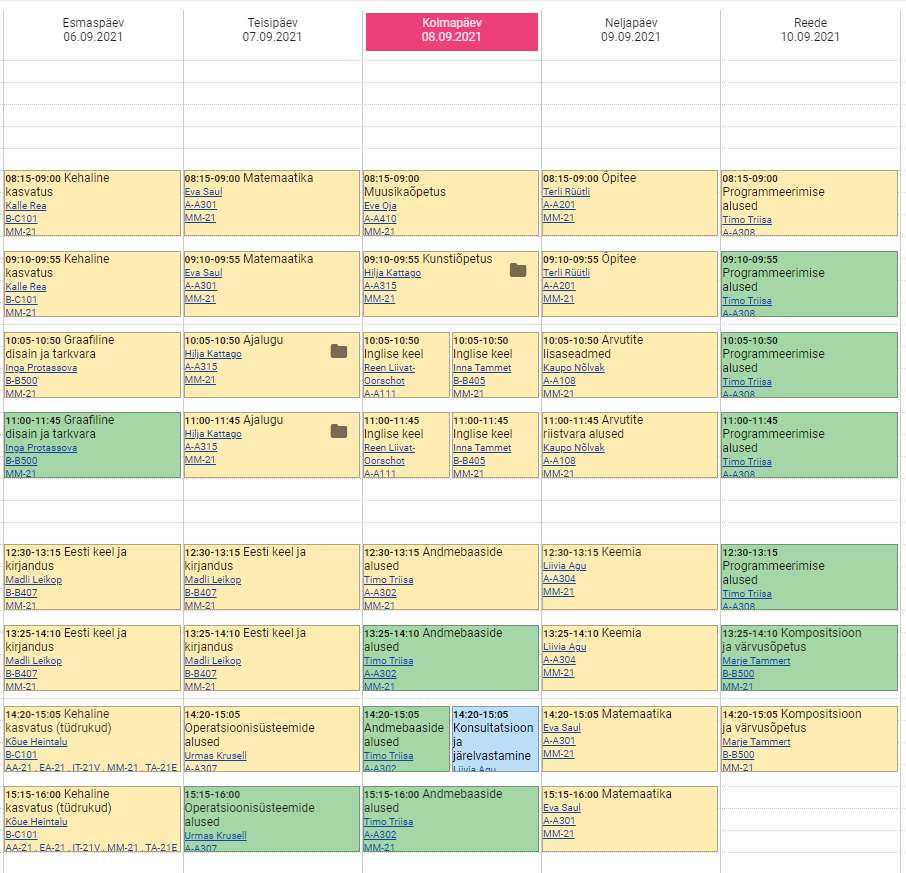 Esmaspäev
06.09.2021
Teisipäev
07.09.2021
Kolmapäev
08.09.2021
Neljapäev
09.09.2021
Reede
10.09.2021
08:15-09:00 Kehaline
kasvatus
Kalle Rea
B-C101
MM-21
08:15-09:00 Matemaatika
Eva Saul
A-A301
MM-21
08:15-09:00
Muusikaõpetus
Eve Oja
A-A410
MM-21
08:15-09:00 Õpitee
Terli Rüütli
A-A201
MM-21
08:15-09:00
Programmeerimise
alused
Timo Triisa
A-A308
09:10-09:55 Kehaline
kasvatus
Kalle Rea
B-C101
MM-21
09:10-09:55 Matemaatika
Eva Saul
A-A301
MM-21
09:10-09:55 Kunstiõpetus
Hilja Kattago
A-A315
MM-21
09:10-09:55 Õpitee
Terli Rüütli
A-A201
MM-21
09:10-09:55
Programmeerimise
alused
Timo Triisa
A-A308
10:05-10:50 Graafiline
disain ja tarkvara
Inga Protassova
B-B500
MM-21
10:05-10:50 Ajalugu
Hilja Kattago
A-A315
MM-21
10:05-10:50
Inglise keel
Reen Liivat-
Oorschot
A-A111
10:05-10:50
Inglise keel
Inna Tammet
B-B405
MM-21
10:05-10:50 Arvutite
lisaseadmed
Kaupo Nõlvak
A-A108
MM-21
10:05-10:50
Programmeerimise
alused
Timo Triisa
A-A308
11:00-11:45 Graafiline
disain ja tarkvara
Inga Protassova
B-B500
MM-21
11:00-11:45 Ajalugu
Hilja Kattago
A-A315
MM-21
11:00-11:45
Inglise keel
Reen Liivat-
Oorschot
A-A111
11:00-11:45
Inglise keel
Inna Tammet
B-B405
MM-21
11:00-11:45 Arvutite
riistvara alused
Kaupo Nõlvak
A-A108
MM-21
11:00-11:45
Programmeerimise
alused
Timo Triisa
A-A308
12:30-13:15 Eesti keel ja
kirjandus
Madli Leikop
B-B407
MM-21
12:30-13:15 Eesti keel ja
kirjandus
Madli Leikop
B-B407
MM-21
12:30-13:15 Andmebaaside
alused
Timo Triisa
A-A302
MM-21
12:30-13:15 Keemia
Liivia Agu
A-A304
MM-21
12:30-13:15
Programmeerimise
alused
Timo Triisa
A-A308
13:25-14:10 Eesti keel ja
kirjandus
Madli Leikop
B-B407
MM-21
13:25-14:10 Eesti keel ja
kirjandus
Madli Leikop
B-B407
MM-21
13:25-14:10 Andmebaaside
alused
Timo Triisa
A-A302
MM-21
13:25-14:10 Keemia
Liivia Agu
A-A304
MM-21
13:25-14:10 Kompositsioon
ja värvusõpetus
Marje Tammert
B-B500
MM-21
14:20-15:05 Kehaline
kasvatus (tüdrukud)
Kõue Heintalu
B-C101
AA-21 , EA-21 , IT-21V , MM-21 , TA-21E
14:20-15:05
Operatsioonisüsteemide
alused
Urmas Krusell
A-A307
14:20-15:05
Andmebaaside
alused
Timo Triisa
A-A302
14:20-15:05
Konsultatsioon
ja
järelvastamine
Liivia Agu
14:20-15:05 Matemaatika
Eva Saul
A-A301
MM-21
14:20-15:05 Kompositsioon
ja värvusõpetus
Marje Tammert
B-B500
MM-21
15:15-16:00 Kehaline
kasvatus (tüdrukud)
Kõue Heintalu
B-C101
AA-21 , EA-21 , IT-21V , MM-21 , TA-21E
15:15-16:00
Operatsioonisüsteemide
alused
Urmas Krusell
A-A307
15:15-16:00 Andmebaaside
alused
Timo Triisa
A-A302
MM-21
15:15-16:00 Matemaatika
Eva Saul
A-A301
MM-21